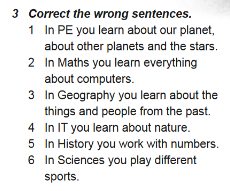 3 Correct the wrong sentences.
1 In PE you learn about our planet,
about other planets and the stars.
2 In Maths you learn everything
about computers.
3 In Geography you learn about the
things and people from the past.
4 In IT you learn about nature.
5 In History you work with numbers.
6 In Sciences you play different
sports.